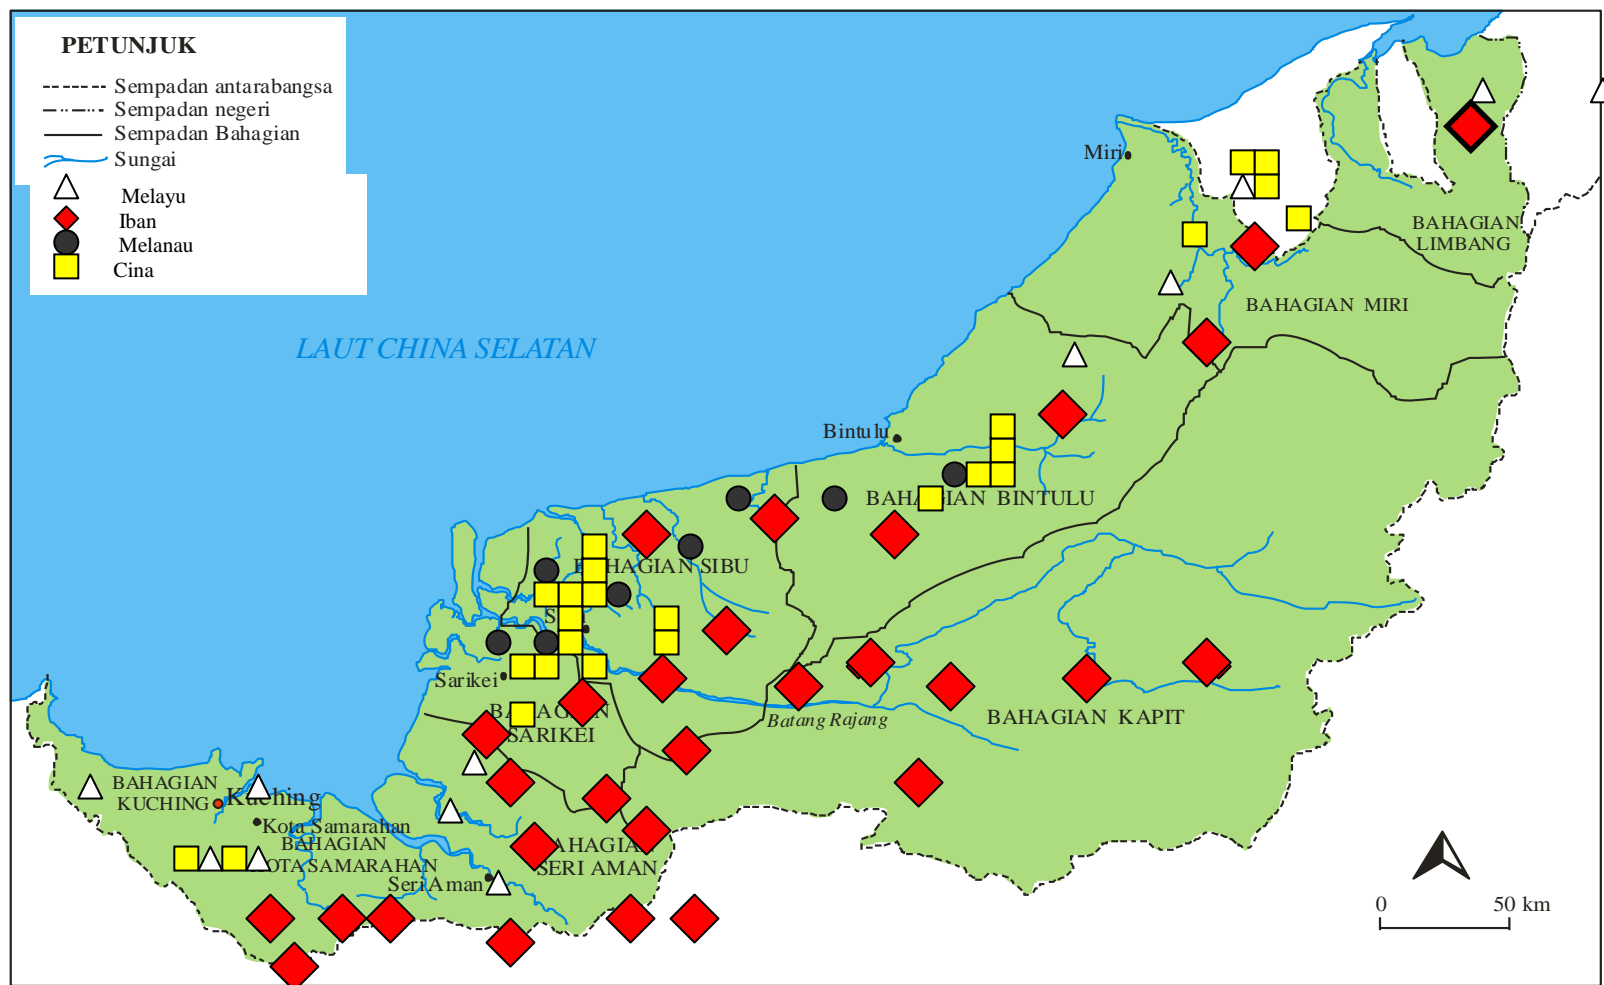 PETUNJUK
Sempadan antarabangsa
Sempadan negeri
Sempadan Bahagian
Sungai
Melayu
Iban
Melanau
Cina
Miri
BAHAGIAN
LIMBANG
BAHAGIAN MIRI
LAUT CHINA SELATAN
Bintulu
BAHAGIAN BINTULU
BAHAGIAN SIBU
Sarikei
BAHAGIAN
SARIKEI
Batang Rajang
BAHAGIAN KAPIT
BAHAGIAN
KUCHING
Kuching
Kota Samarahan
BAHAGIAN
KOTA SAMARAHAN
Seri Aman
BAHAGIAN
SERI AMAN
0 50 km